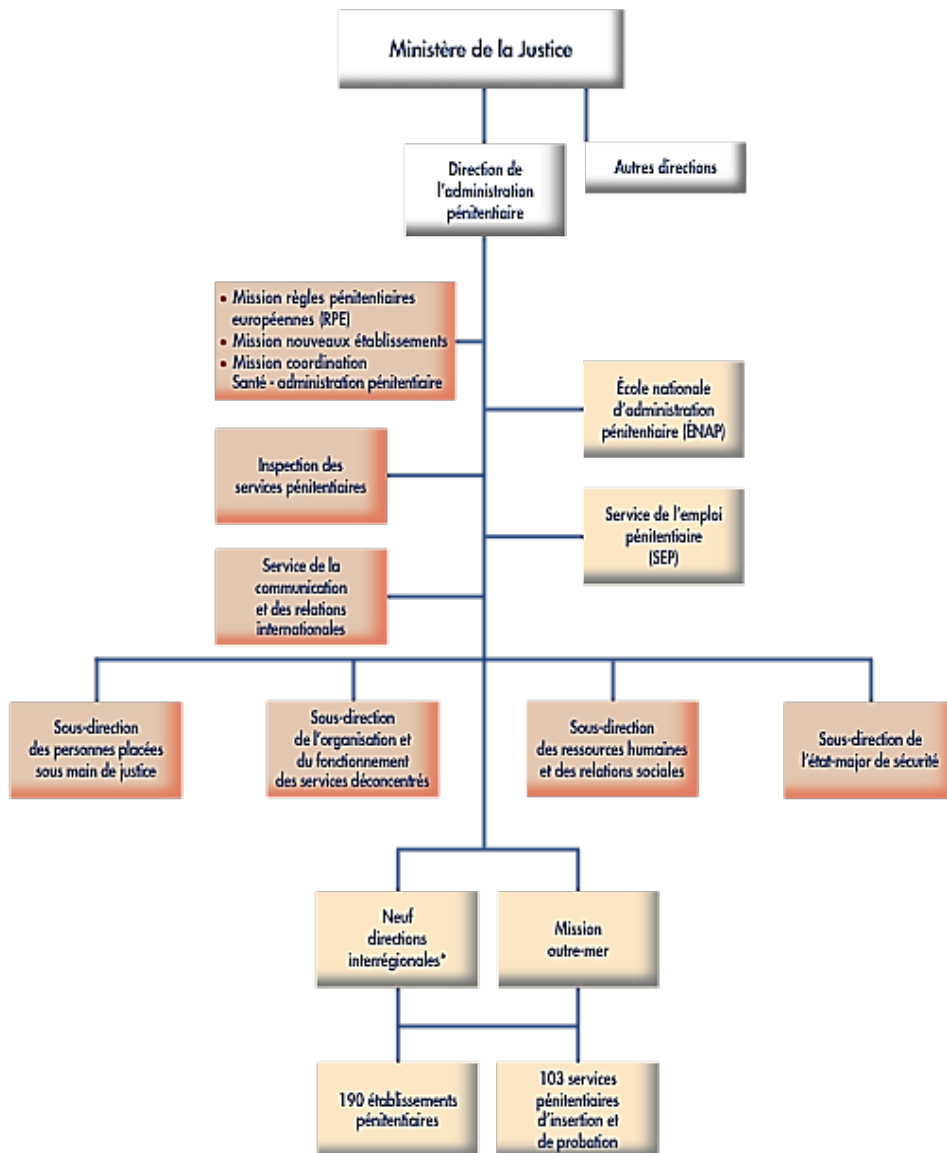 Ministère de la Justice
Direction de
l'administration
pénitentiaire
Autres directions
• Mission règles pénitentiaires
européennes (RPE)
• Mission nouveaux établissements
• Mission coordination
Santé - administration pénitentiaire
École nationale
d'administration
pénitentiaire (ÉNAP)
Inspection des
services pénitentiaires
Service de l'emploi
pénitentiaire
(SEP)
Service de la
communication
et des relations
internationales
Sous-direction
des personnes placées
sous main de justice
Sous-direction
de l'organisation et
du fonctionnement
des services déconcentrés
Sous-direction
des ressources humaines
et des relations sociales
Sous-direction de
l'état-major de sécurité
Neuf
directions
interrégionales*
Mission
outre-mer
190 établissements
pénitentiaires
103 services
pénitentiaires
d'insertion et
de probation